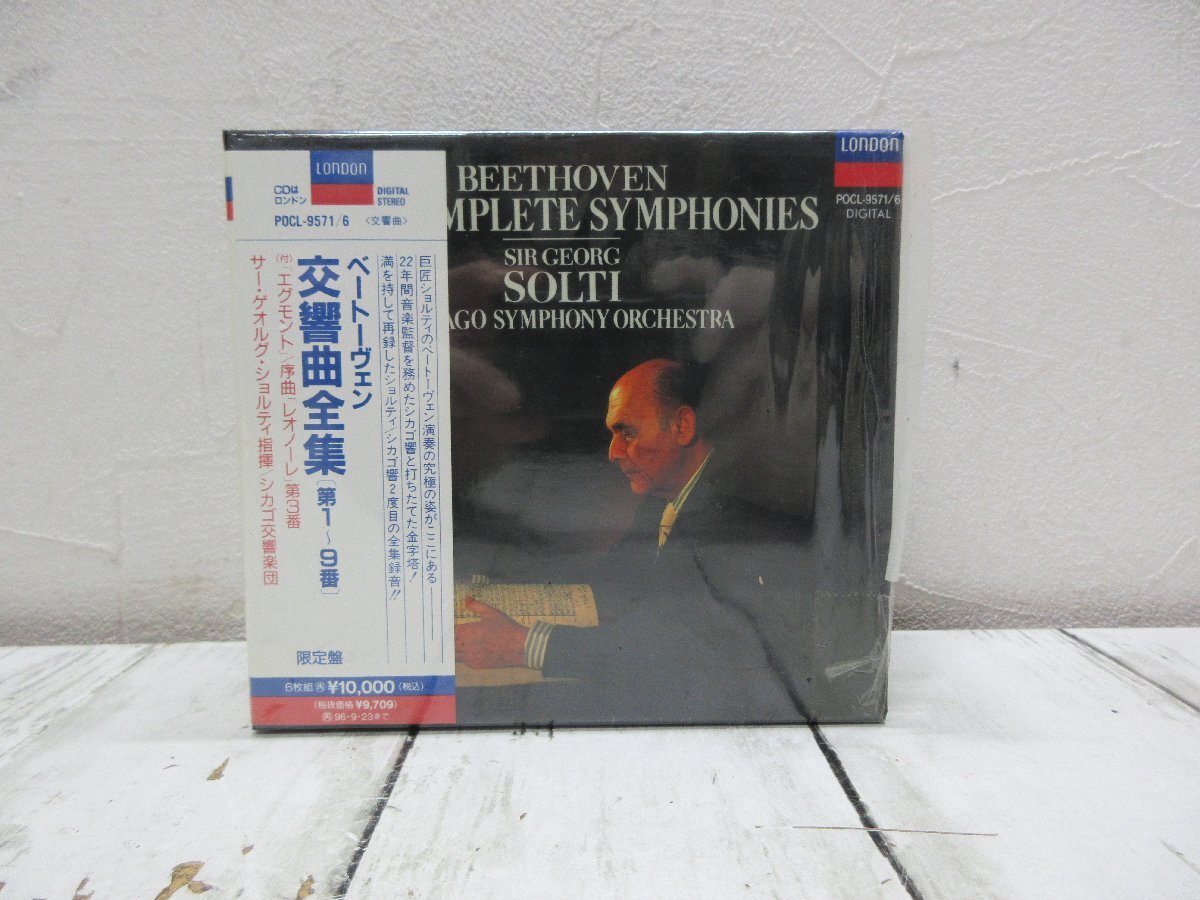 LONDON
CDは
ロンドン
DIGITAL
STEREO
POCL-9571/6
〈交響曲〉
巨匠ショルティのベートーヴェン演奏の究極の姿がここにある――
22年間音楽監督を務めたシカゴ響と打ちたてた金字塔!
満を持して再録したショルティ/シカゴ響2度目の全集録音!!
ベートーヴェン
交響曲全集[第1~9番]
(付)「エグモント」/序曲「レオノーレ」第3番
サー・ゲオルグ・ショルティ指揮/シカゴ交響楽団
限定盤
6枚組 ¥10,000(税込)
(税抜価格 ¥9,709)
96・9・23まで
BEETHOVEN
MPLETE SYMPHONIES
SIR GEORG
SOLTI
AGO SYMPHONY ORCHESTRA
LONDON
POCL-9571/6
DIGITAL